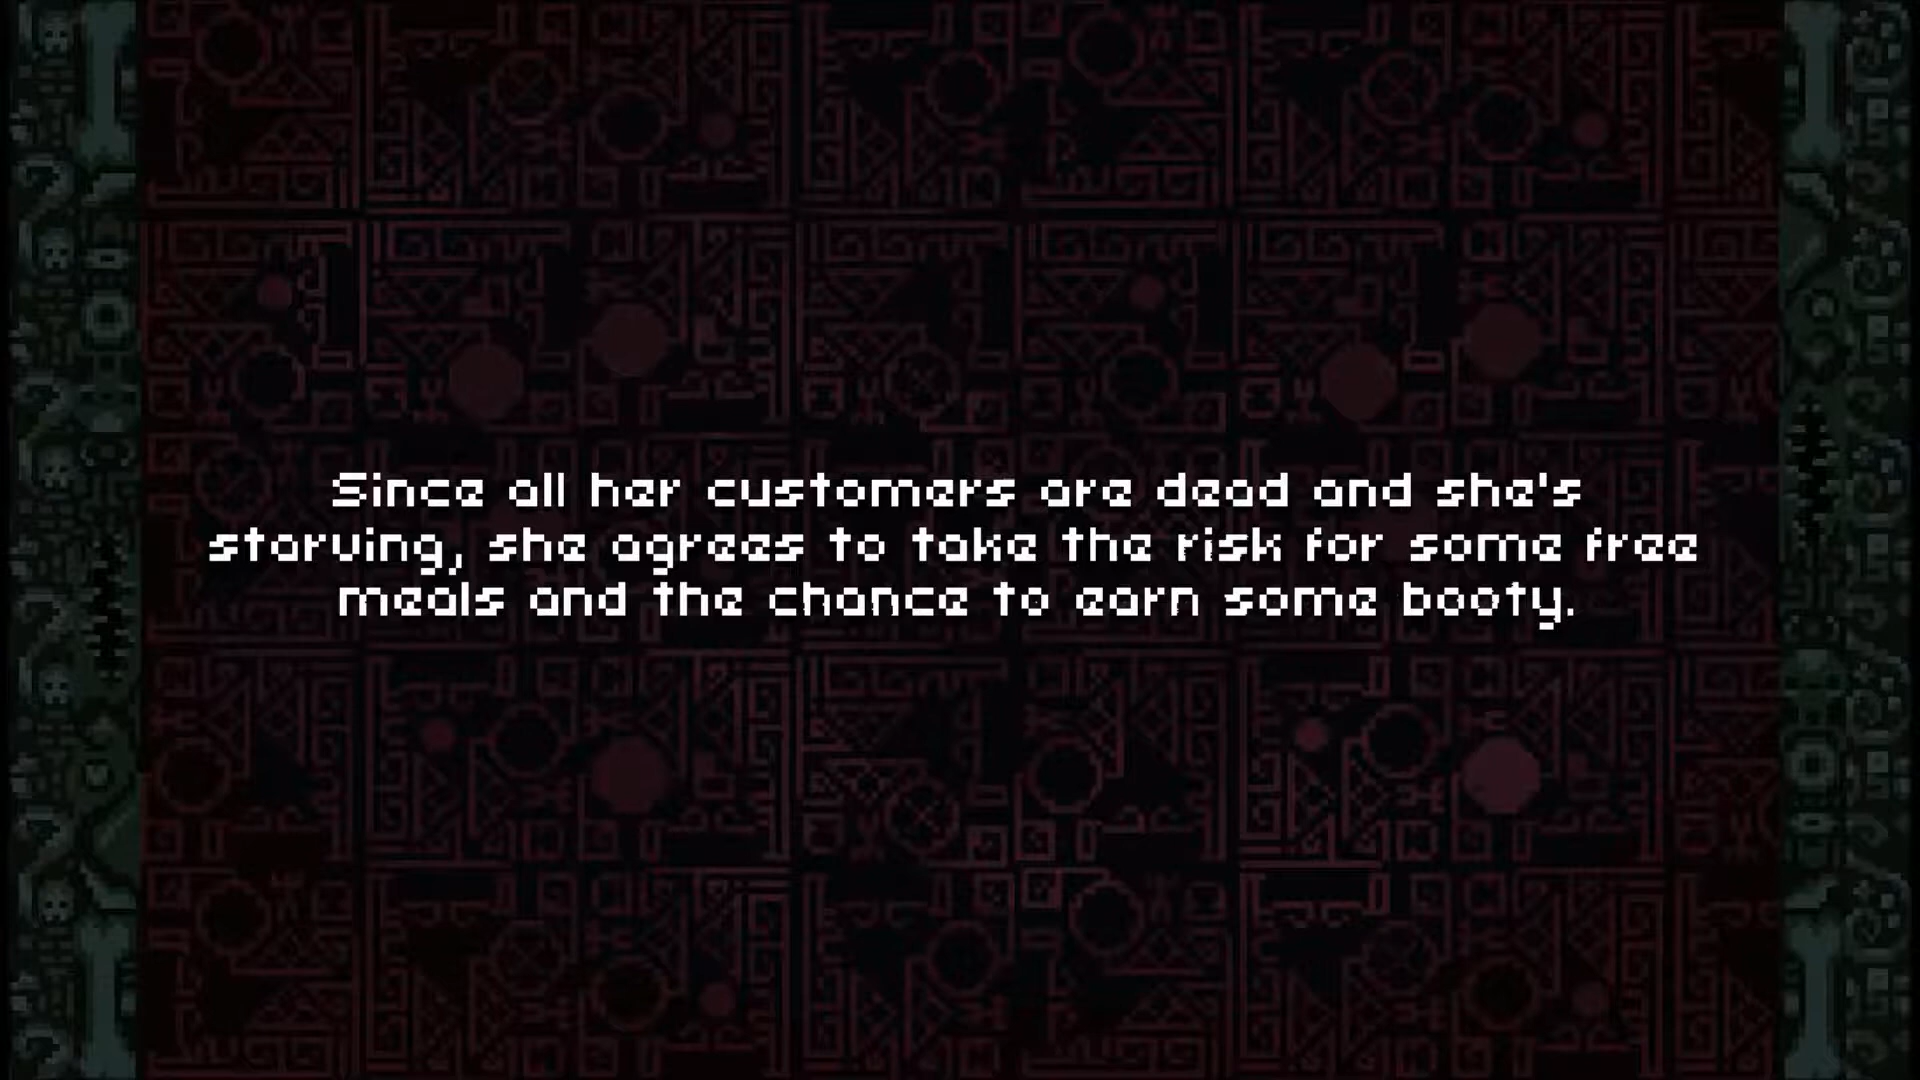 Since all her customers are dead and she's
starving, she agrees to take the risk for some free
meals and the chance to earn some booty.